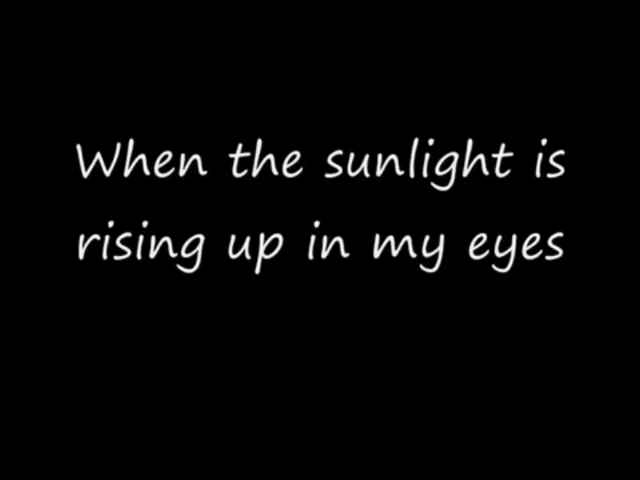 When the sunlight is
rising up in my eyes